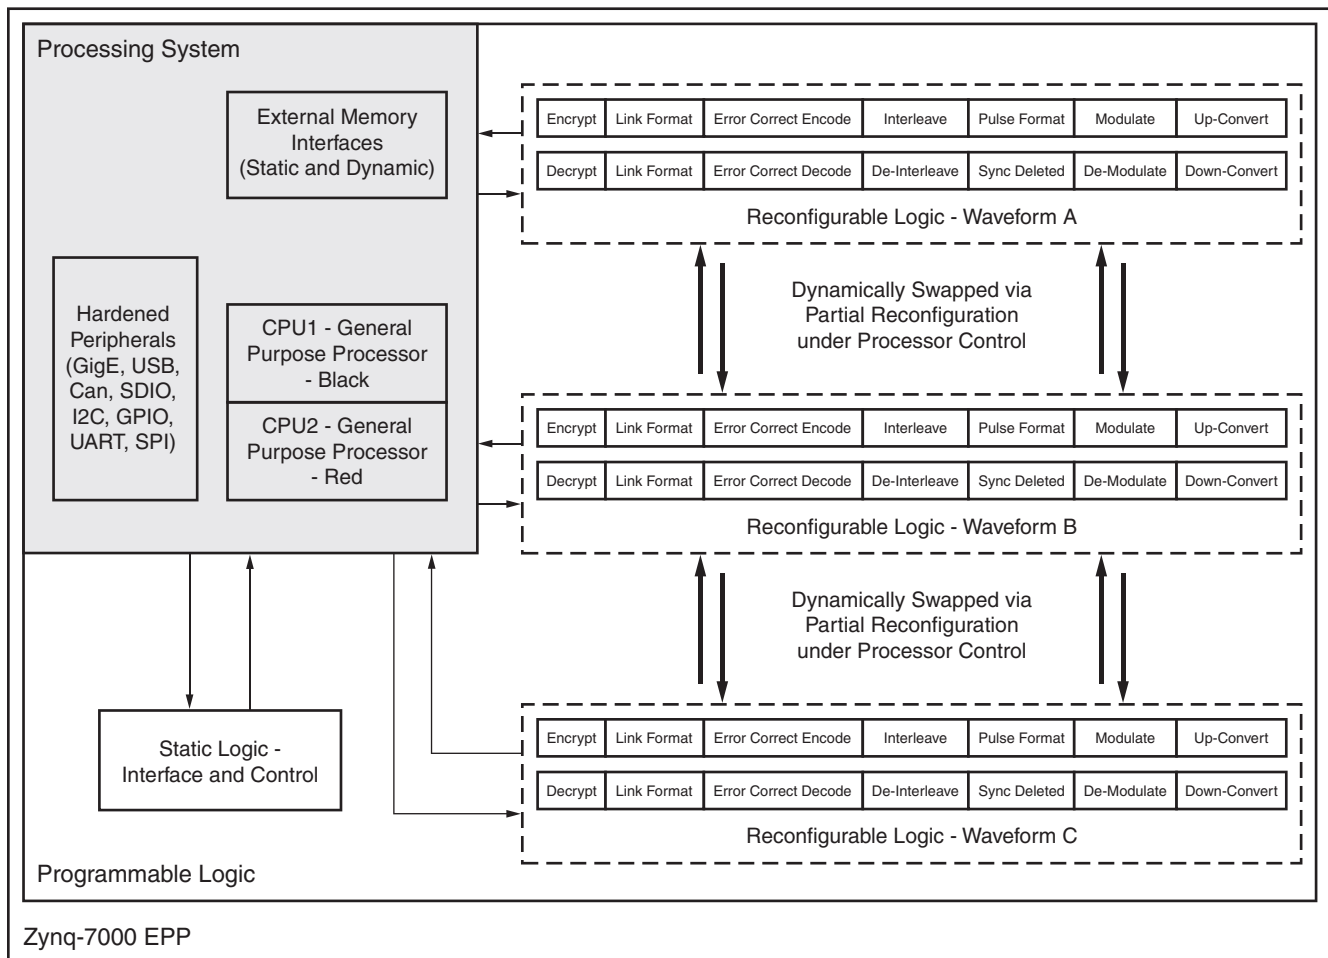 Processing System
External Memory
Interfaces
(Static and Dynamic)
Hardened
Peripherals
(GigE, USB,
Can, SDIO,
I2C, GPIO,
UART, SPI)
CPU1 - General
Purpose Processor
- Black
CPU2 - General
Purpose Processor
- Red
Encrypt Link Format Error Correct Encode Interleave Pulse Format Modulate Up-Convert
Decrypt Link Format Error Correct Decode De-Interleave Sync Deleted De-Modulate Down-Convert
Reconfigurable Logic - Waveform A
Dynamically Swapped via
Partial Reconfiguration
under Processor Control
Encrypt Link Format Error Correct Encode Interleave Pulse Format Modulate Up-Convert
Decrypt Link Format Error Correct Decode De-Interleave Sync Deleted De-Modulate Down-Convert
Reconfigurable Logic - Waveform B
Dynamically Swapped via
Partial Reconfiguration
under Processor Control
Encrypt Link Format Error Correct Encode Interleave Pulse Format Modulate Up-Convert
Decrypt Link Format Error Correct Decode De-Interleave Sync Deleted De-Modulate Down-Convert
Reconfigurable Logic - Waveform C
Static Logic -
Interface and Control
Programmable Logic
Zynq-7000 EPP